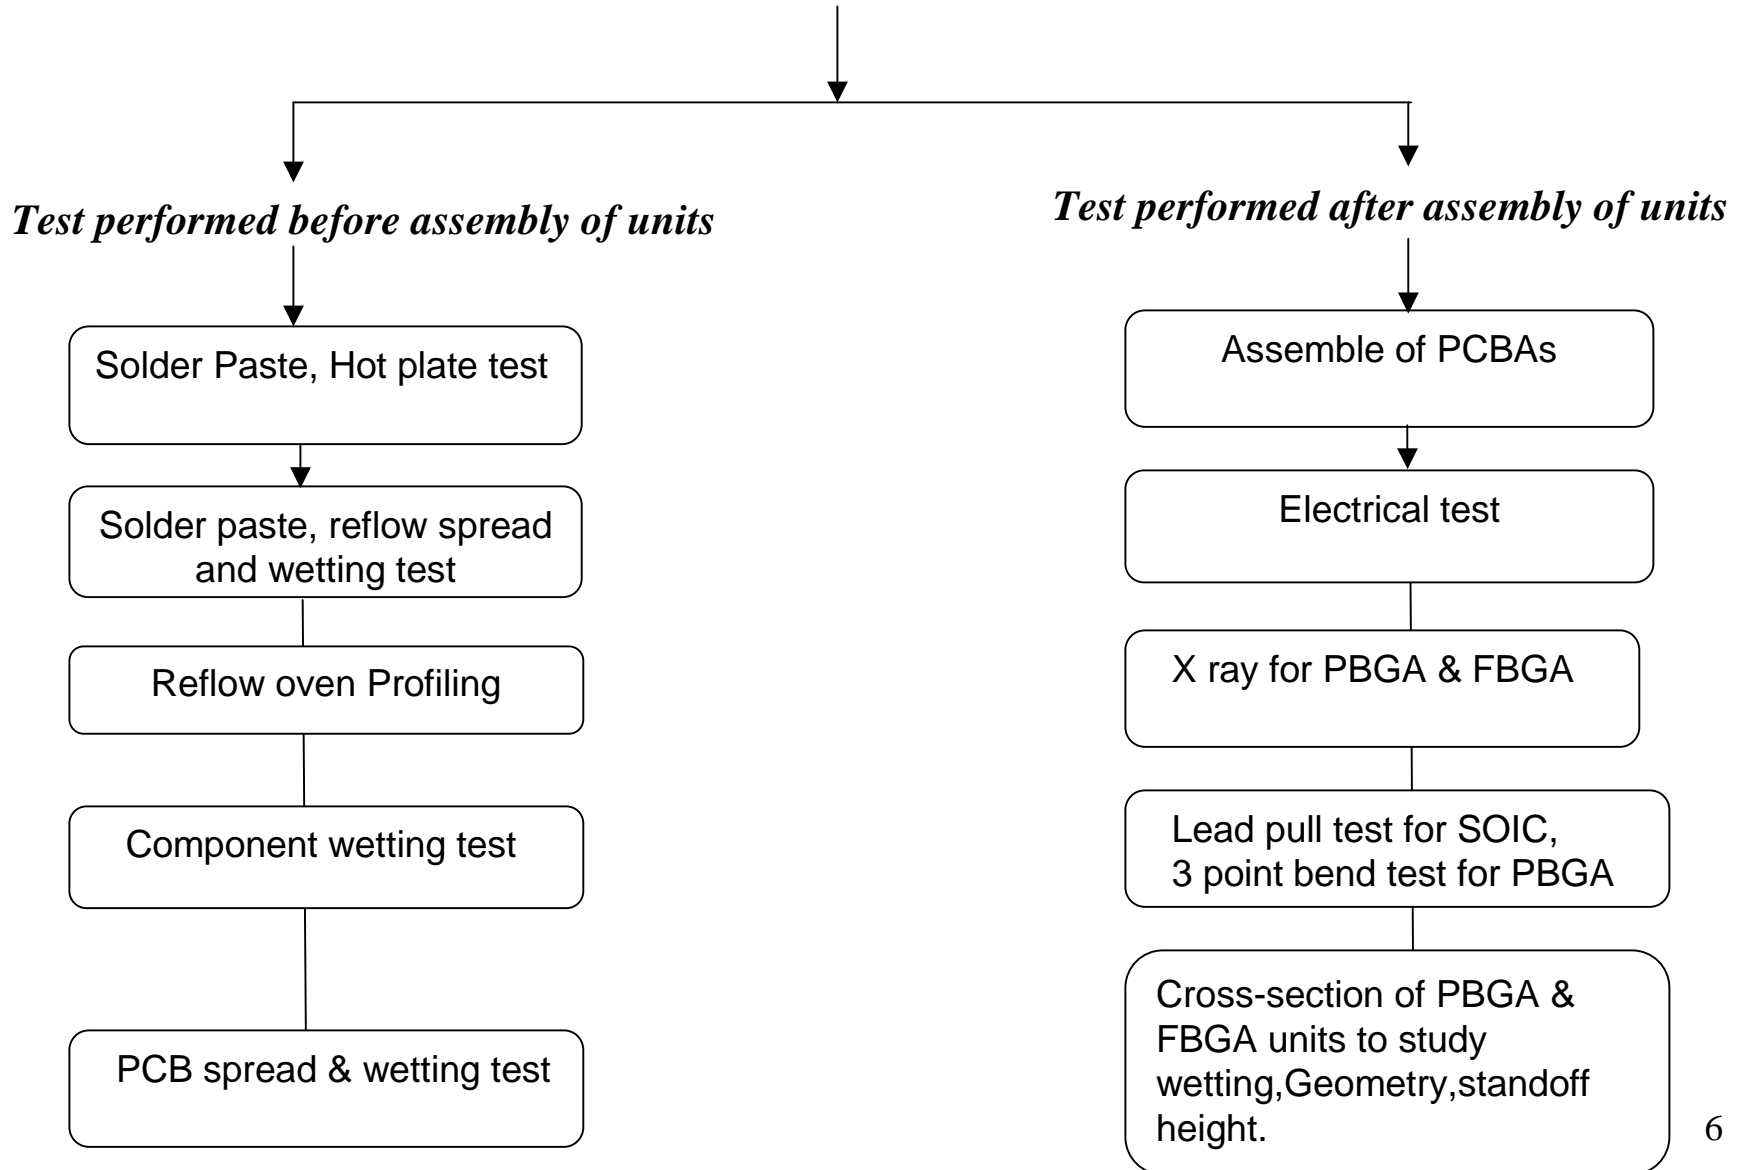 Test performed before assembly of units
Solder Paste, Hot plate test
Solder paste, reflow spread
and wetting test
Reflow oven Profiling
Component wetting test
PCB spread & wetting test
Test performed after assembly of units
Assemble of PCBAs
Electrical test
X ray for PBGA & FBGA
Lead pull test for SOIC,
3 point bend test for PBGA
Cross-section of PBGA &
FBGA units to study
wetting,Geometry,standoff
height.
6